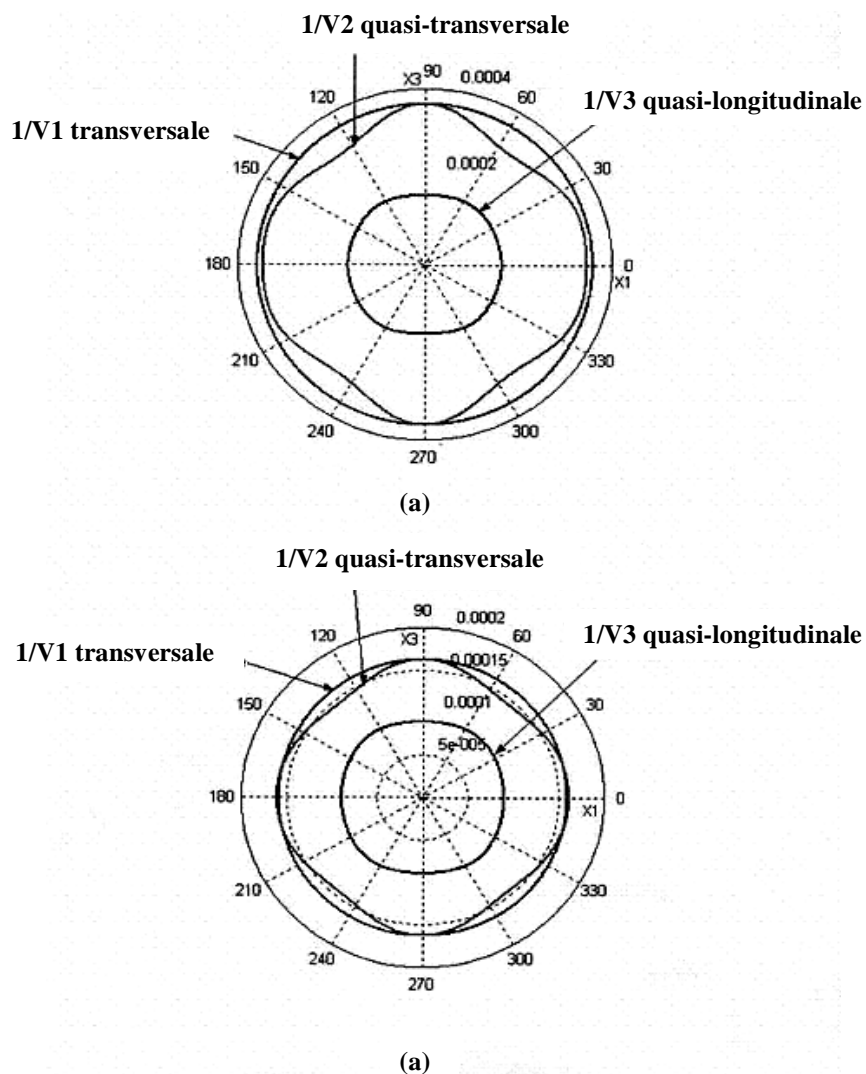 1/V2 quasi-transversale
90
X3
0.0004
120
60
1/V3 quasi-longitudinale
1/V1 transversale
150
0.0002
30
180
0
X1
210
330
240
300
270
(a)
1/V2 quasi-transversale
90
0.0002
120
X3
60
1/V3 quasi-longitudinale
1/V1 transversale
0.00015
150
0.0001
30
5e-005
180
X1
0
210
330
240
300
270
(a)